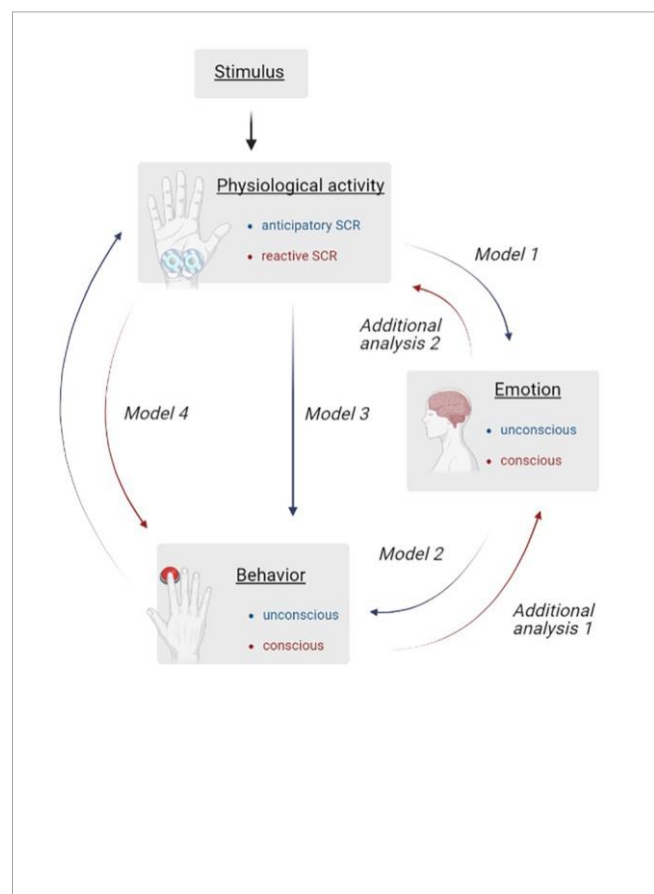 Stimulus
Physiological activity
• anticipatory SCR
• reactive SCR
Model 1
Additional
analysis 2
Emotion
• unconscious
• conscious
Model 4
Model 3
Model 2
Behavior
• unconscious
• conscious
Additional
analysis 1